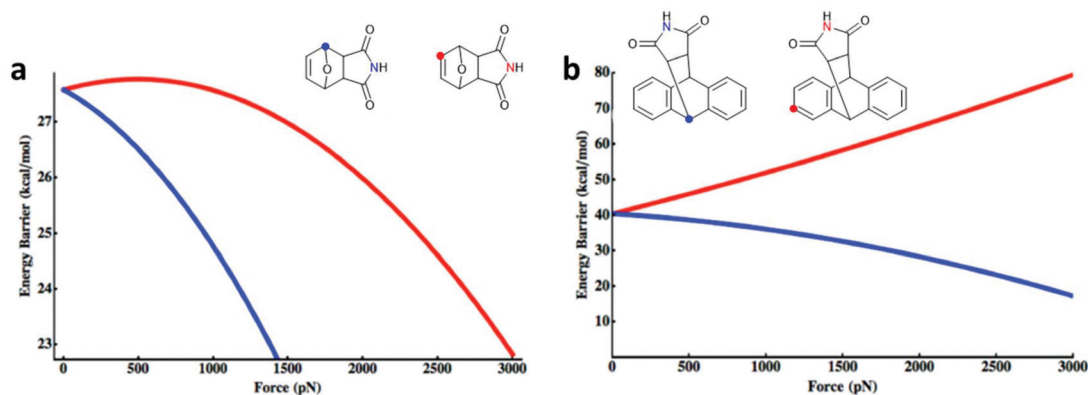 a
O
O
NH
O
O
O
NH
O
Energy Barrier (kcal/mol)
27
26
25
24
23
0 500 1000 1500 2000 2500 3000
Force (pN)
b
H
N
O O
H
N
O O
Energy Barrier (kcal/mol)
80
70
60
50
40
30
20
10
0 500 1000 1500 2000 2500 3000
Force (pN)